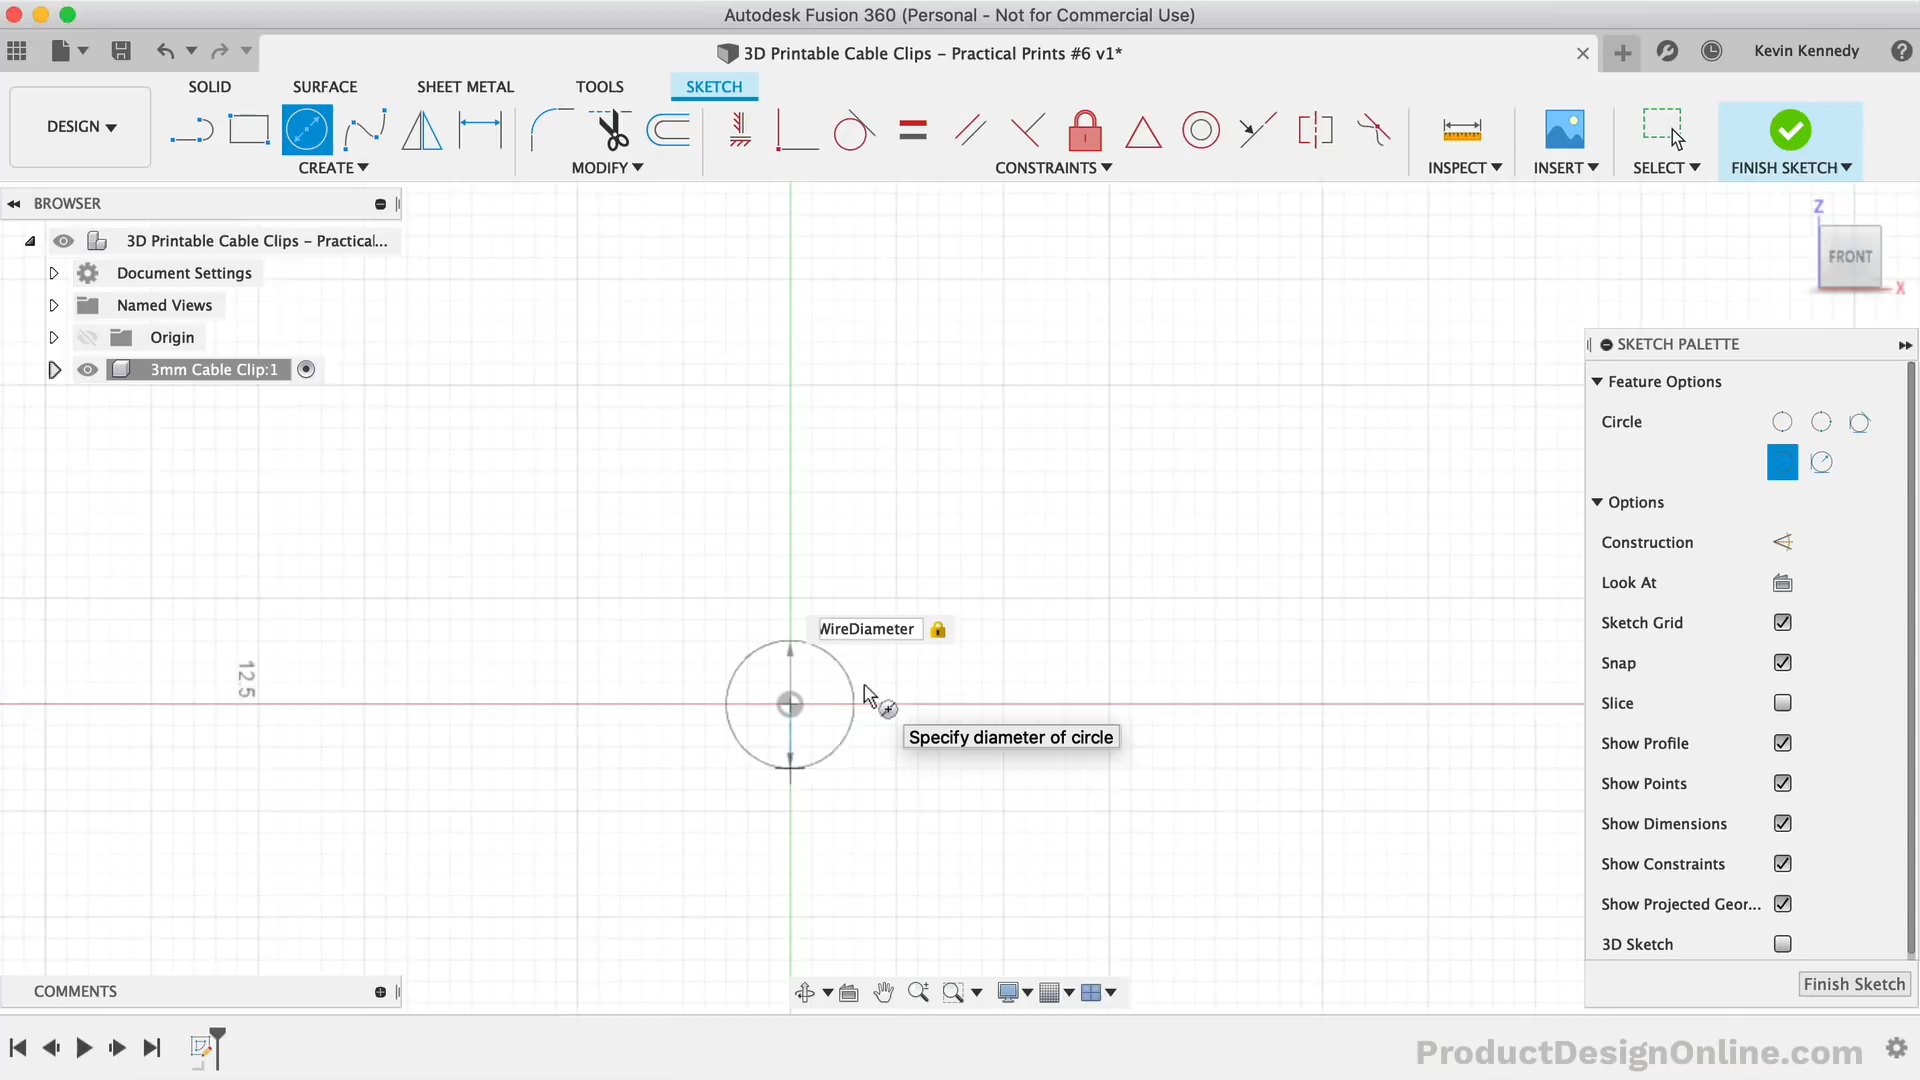 Autodesk Fusion 360 (Personal - Not for Commercial Use)
3D Printable Cable Clips – Practical Prints #6 v1*
Kevin Kennedy
SOLID
SURFACE
SHEET METAL
TOOLS
SKETCH
DESIGN
CREATE
MODIFY
CONSTRAINTS
INSPECT
INSERT
SELECT
FINISH SKETCH
BROWSER
3D Printable Cable Clips – Practical...
Document Settings
Named Views
Origin
3mm Cable Clip:1
Z
FRONT
X
12.5
WireDiameter
Specify diameter of circle
SKETCH PALETTE
Feature Options
Circle
Options
Construction
Look At
Sketch Grid
Snap
Slice
Show Profile
Show Points
Show Dimensions
Show Constraints
Show Projected Geor...
3D Sketch
Finish Sketch
COMMENTS
ProductDesignOnline.com